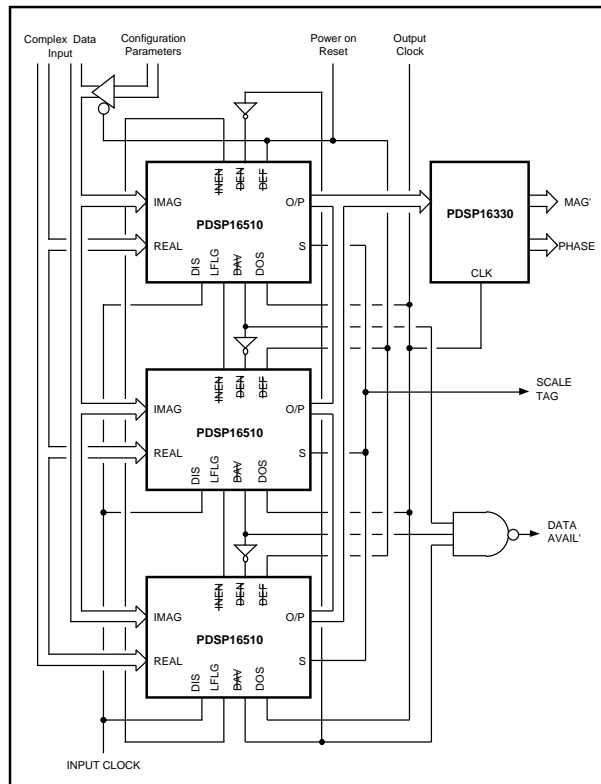 Complex Data Input
Configuration Parameters
Power on Reset
Output Clock
INEN DEN DEF
IMAG O/P
PDSP16510
REAL S
DIS LFLG DAV DOS
PDSP16330
MAG'
PHASE
CLK
INEN DEN DEF
IMAG O/P
PDSP16510
REAL S
DIS LFLG DAV DOS
SCALE TAG
DATA AVAIL'
INEN DEN DEF
IMAG O/P
PDSP16510
REAL S
DIS LFLG DAV DOS
INPUT CLOCK